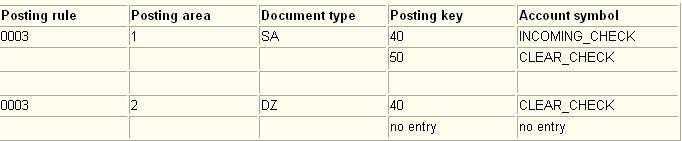 Posting rule Posting area Document type Posting key Account symbol
0003 1 SA 40 INCOMING_CHECK
50 CLEAR_CHECK
0003 2 DZ 40 CLEAR_CHECK
no entry no entry